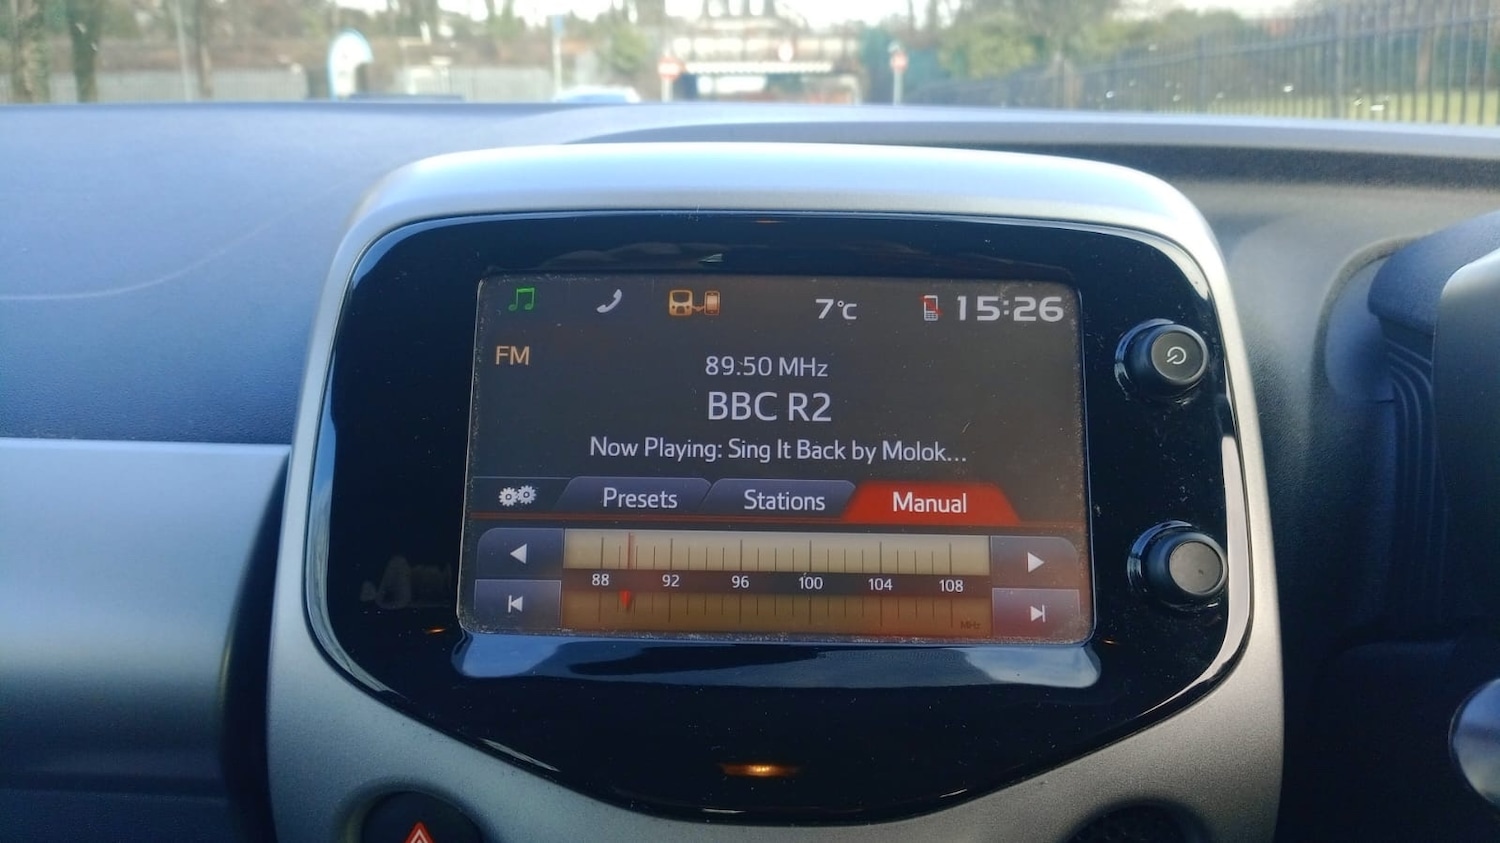 7°C
15:26
FM
89.50 MHz
BBC R2
Now Playing: Sing It Back by Molok...
Presets Stations Manual
88 92 96 100 104 108
MHz